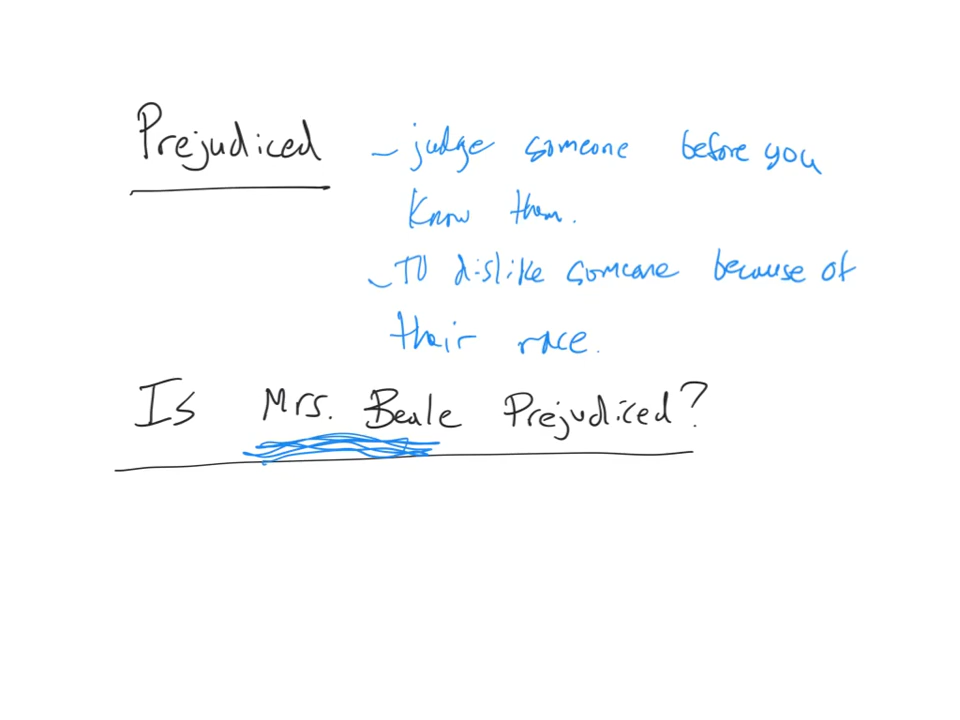 Prejudiced - judge someone before you
know them.
- To dislike someone because of
their race.
Is Mrs. Beale Prejudiced?